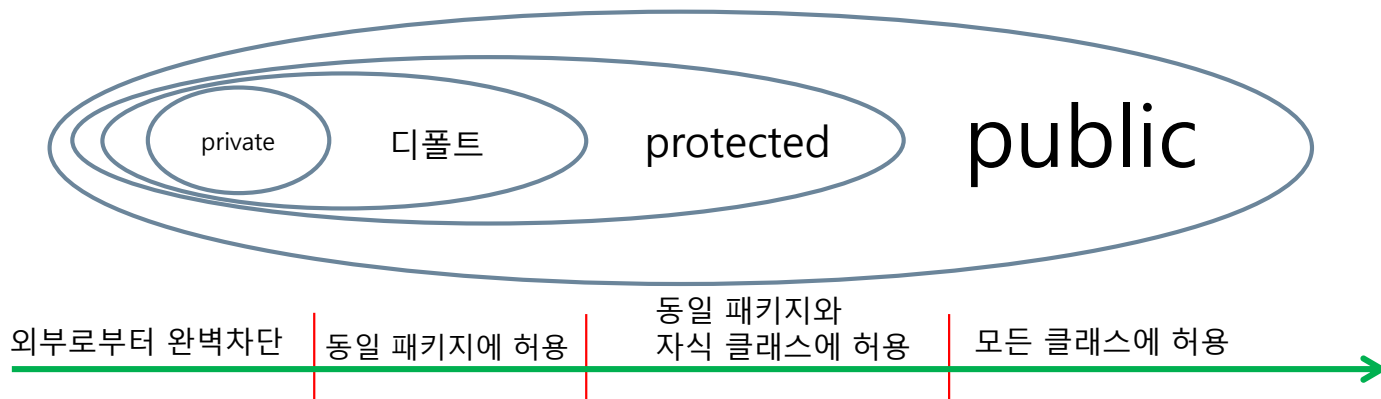 private
디폴트
protected
public
외부로부터 완벽차단
동일 패키지에 허용
동일 패키지와
자식 클래스에 허용
모든 클래스에 허용